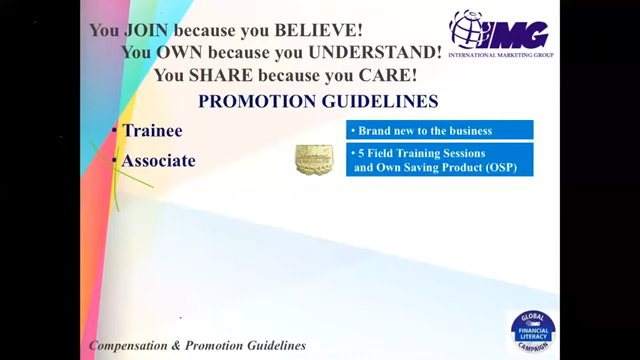 You JOIN because you BELIEVE!
You OWN because you UNDERSTAND!
You SHARE because you CARE!
IMG
INTERNATIONAL MARKETING GROUP
PROMOTION GUIDELINES
• Trainee
• Brand new to the business
• Associate
• 5 Field Training Sessions
and Own Saving Product (OSP)
GLOBAL
FINANCIAL
LITERACY
CAMPAIGN
Compensation & Promotion Guidelines